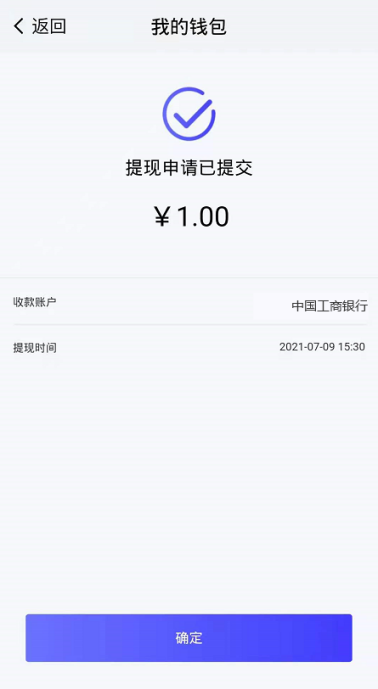 返回 我的钱包
提现申请已提交
￥1.00
收款账户 中国工商银行
提现时间 2021-07-09 15:30
确定